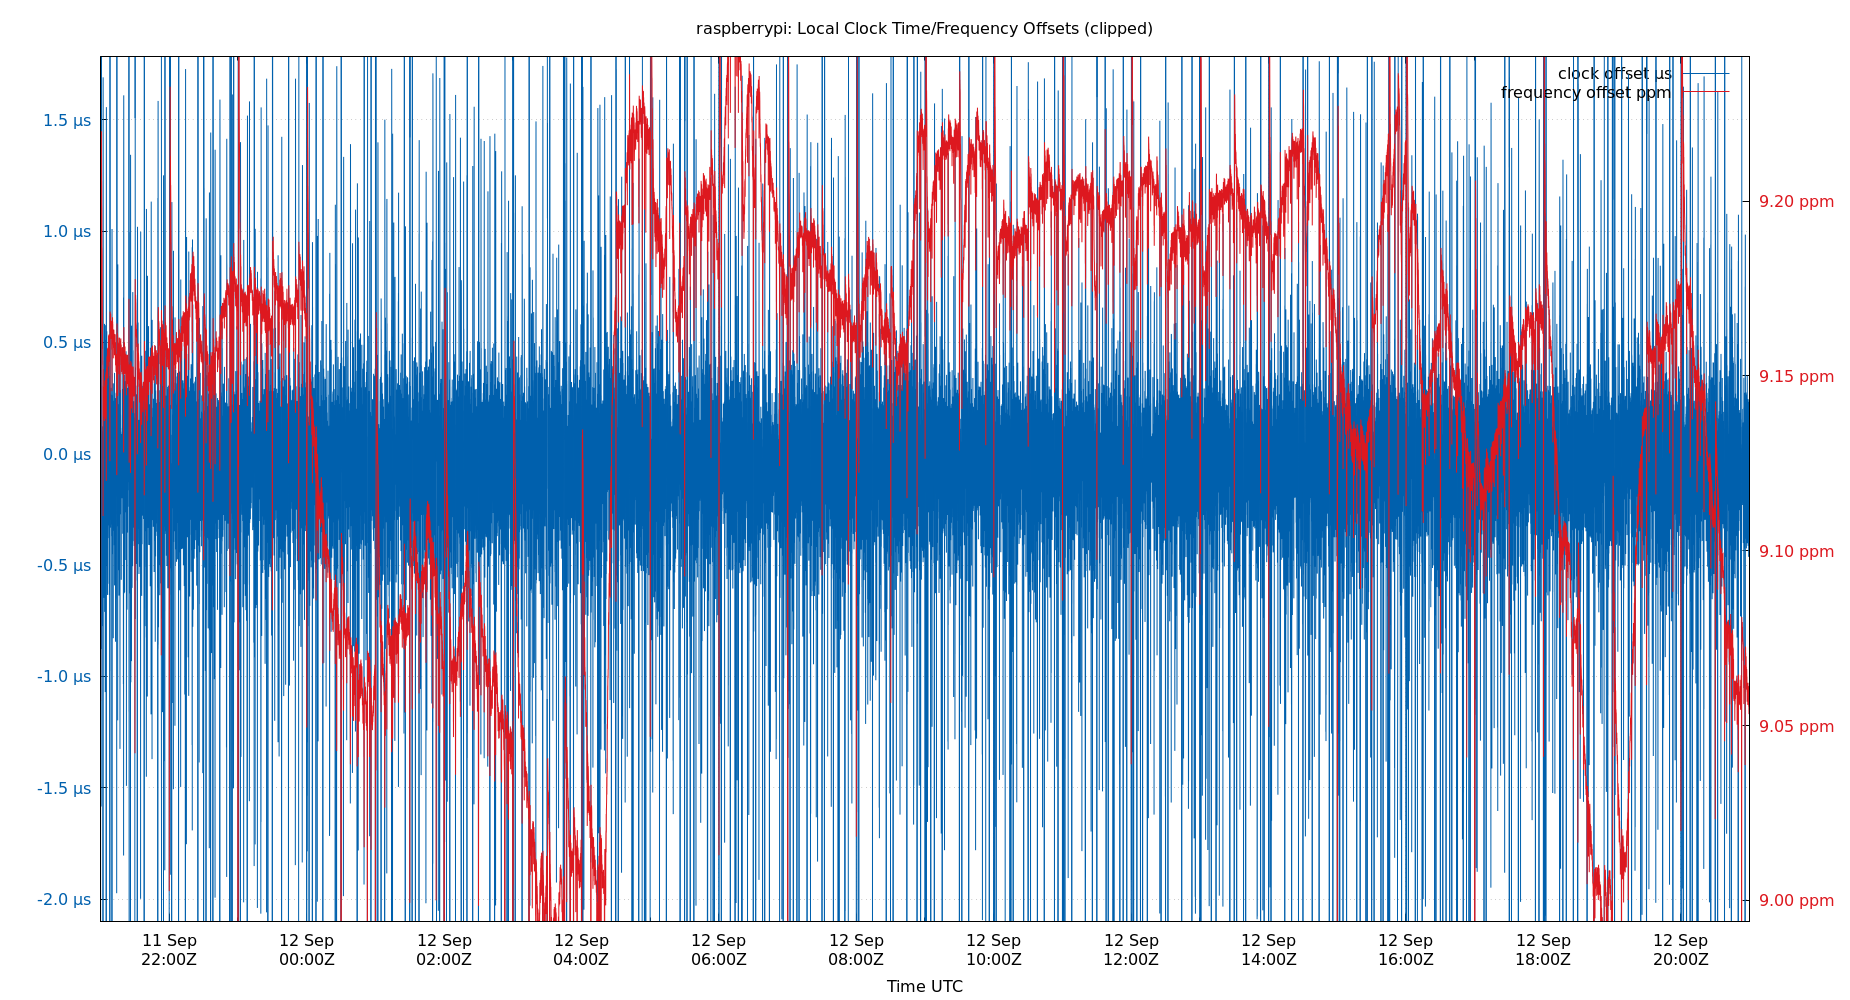 raspberrypi: Local Clock Time/Frequency Offsets (clipped)
clock offset µs
frequency offset ppm
1.5 µs
1.0 µs
0.5 µs
0.0 µs
-0.5 µs
-1.0 µs
-1.5 µs
-2.0 µs
9.20 ppm
9.15 ppm
9.10 ppm
9.05 ppm
9.00 ppm
11 Sep
22:00Z
12 Sep
00:00Z
12 Sep
02:00Z
12 Sep
04:00Z
12 Sep
06:00Z
12 Sep
08:00Z
12 Sep
10:00Z
12 Sep
12:00Z
12 Sep
14:00Z
12 Sep
16:00Z
12 Sep
18:00Z
12 Sep
20:00Z
Time UTC